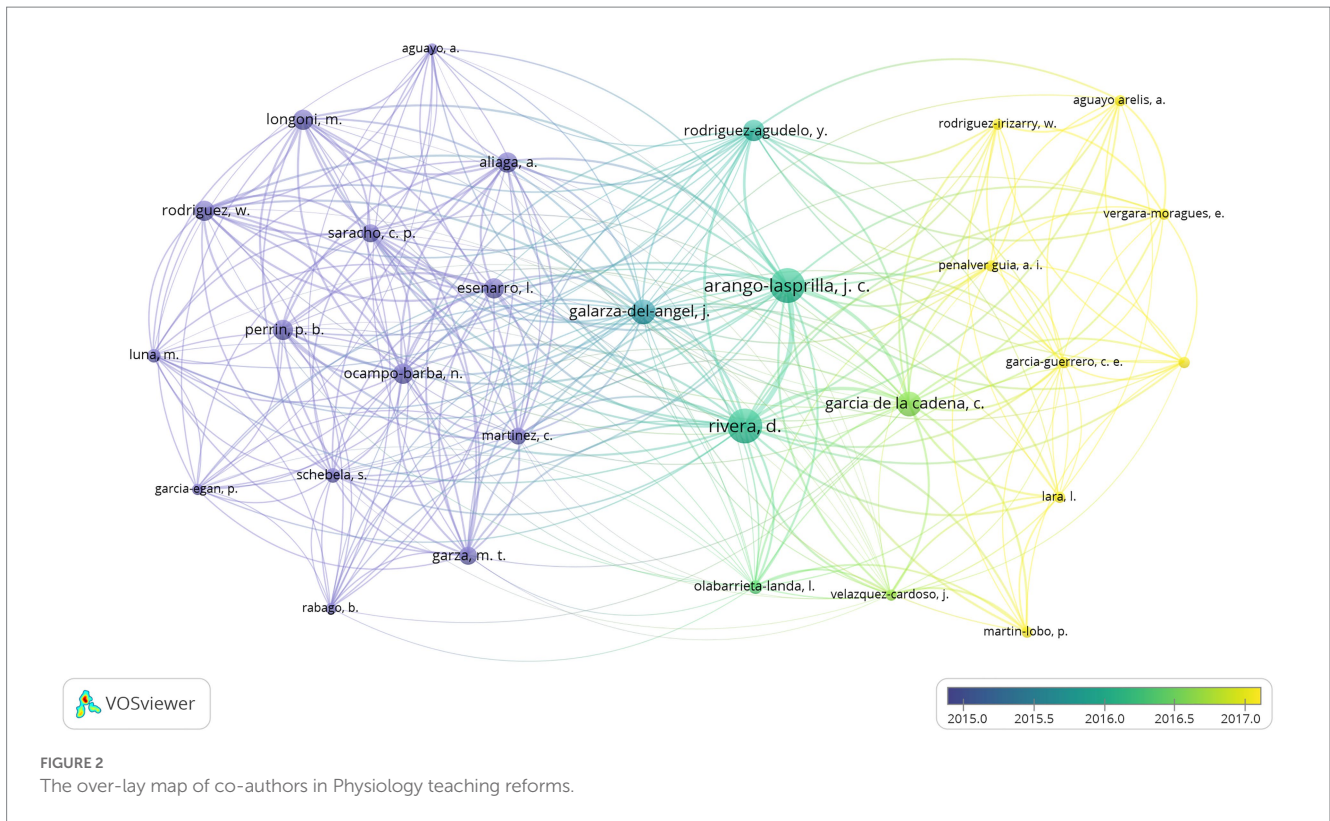 aguayo, a.
longoni, m.
aguayo arelis, a.
rodriguez-agudelo, y.
rodriguez-irizarry, w.
aliaga, a.
rodriguez, w.
vergara-moragues, e.
saracho, c. p.
penalver guia, a. i.
esenarro, l.
arango-lasprilla, j. c.
galarza-del-angel, j.
perrin, p. b.
luna, m.
garcia-guerrero, c. e.
ocampo-barba, n.
garcia de la cadena, c.
rivera, d.
martinez, c.
schebela, s.
garcia-egan, p.
lara, l.
garza, m. t.
olabarrieta-landa, l.
velazquez-cardoso, j.
rabago, b.
martin-lobo, p.
VOSviewer
2015.0 2015.5 2016.0 2016.5 2017.0
FIGURE 2
The over-lay map of co-authors in Physiology teaching reforms.